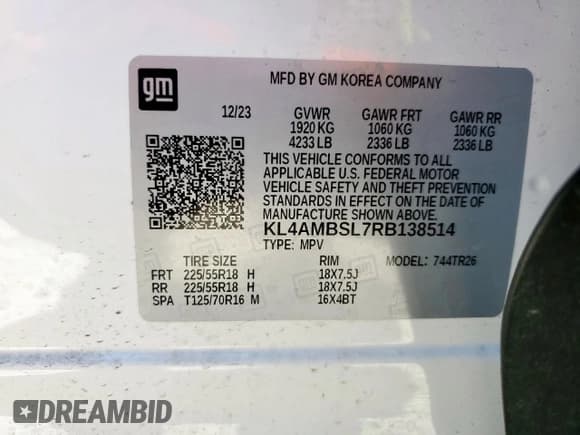 gm
MFD BY GM KOREA COMPANY
12/23 GVWR GAWR FRT GAWR RR
1920 KG 1060 KG 1060 KG
4233 LB 2336 LB 2336 LB
THIS VEHICLE CONFORMS TO ALL
APPLICABLE U.S. FEDERAL MOTOR
VEHICLE SAFETY AND THEFT PREVENTION
STANDARDS IN EFFECT ON THE DATE OF
MANUFACTURE SHOWN ABOVE.
KL4AMBSL7RB138514
TYPE: MPV
TIRE SIZE RIM MODEL: 744TR26
FRT 225/55R18 H 18X7.5J
RR 225/55R18 H 18X7.5J
SPA T125/70R16 M 16X4BT
DREAMBID